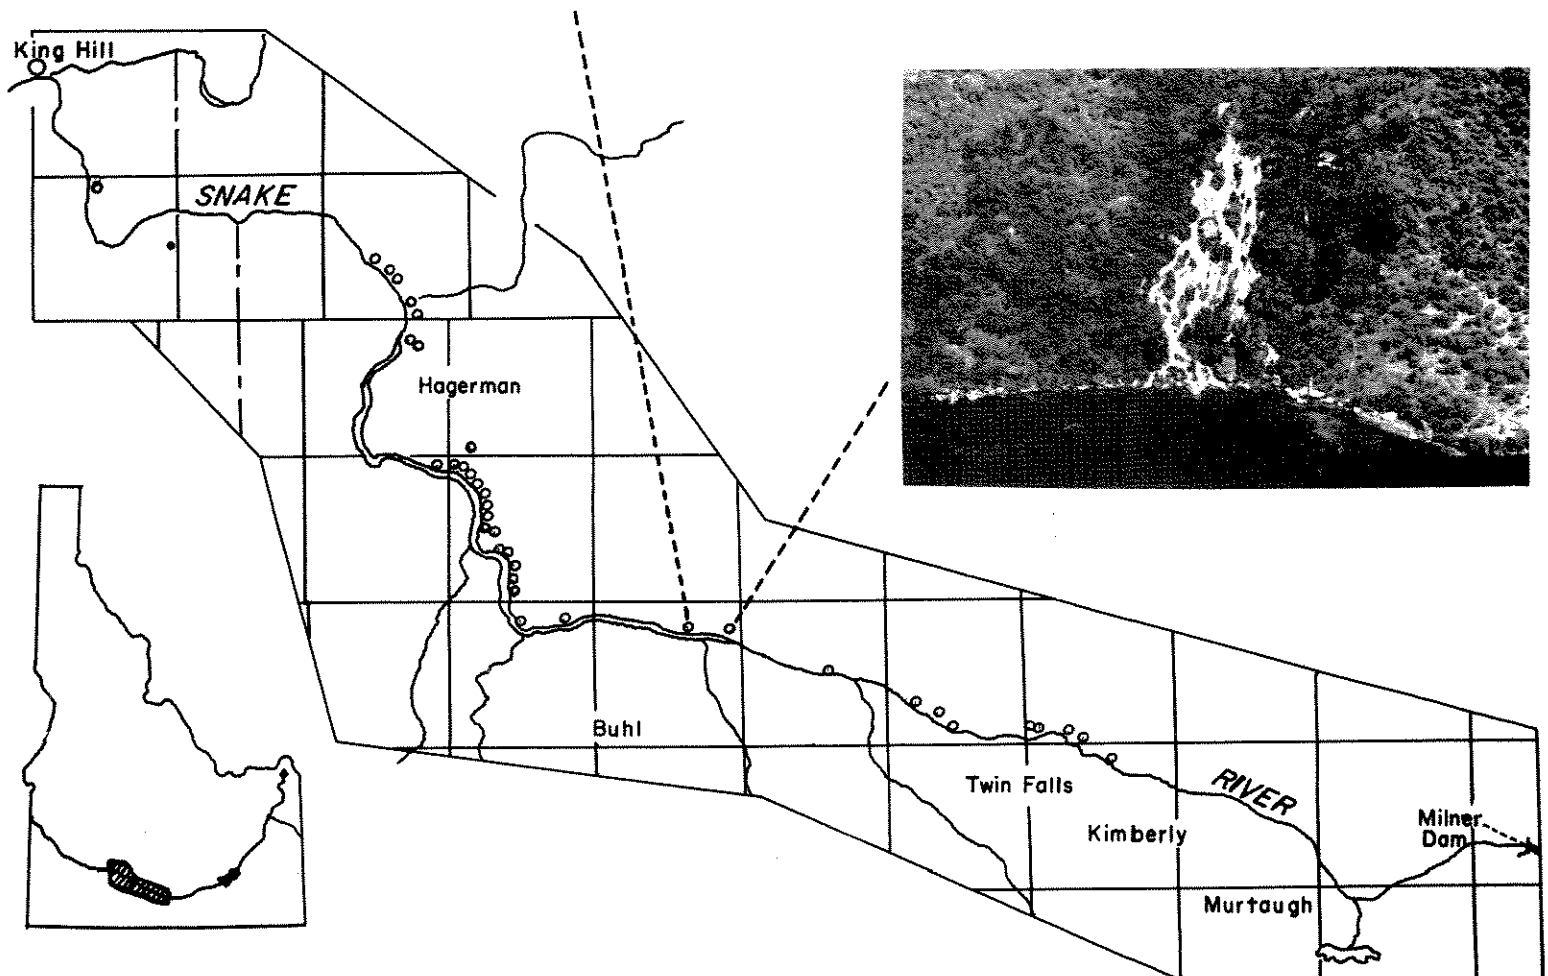 King Hill
SNAKE
Hagerman
Buhl
Twin Falls
RIVER
Kimberly
Milner
Dam
Murtaugh